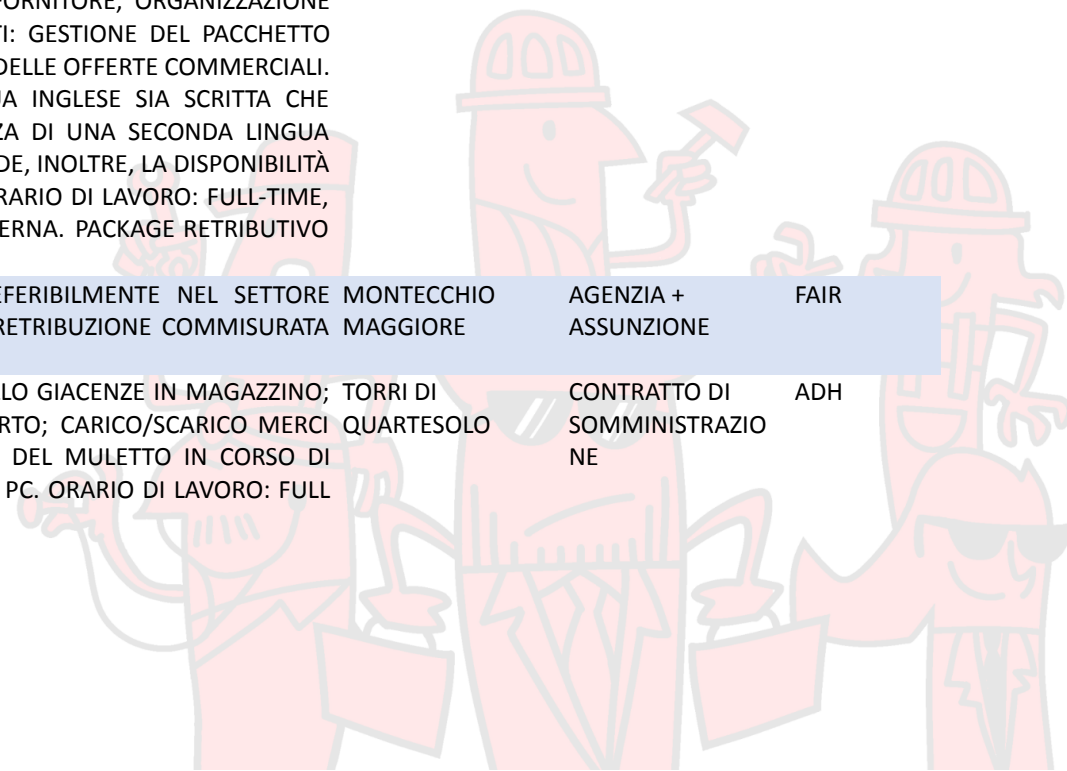 FORNITORE, ORGANIZZAZIONE
TI: GESTIONE DEL PACCHETTO
DELLE OFFERTE COMMERCIALI.
UA INGLESE SIA SCRITTA CHE
ZA DI UNA SECONDA LINGUA
DE, INOLTRE, LA DISPONIBILITÀ
RARIO DI LAVORO: FULL-TIME,
ERNA. PACKAGE RETRIBUTIVO
EFERIBILMENTE NEL SETTORE MONTECCHIO AGENZIA + FAIR
RETRIBUZIONE COMMISURATA MAGGIORE ASSUNZIONE
LO GIACENZE IN MAGAZZINO; TORRI DI CONTRATTO DI ADH
RTO; CARICO/SCARICO MERCI QUARTESOLO SOMMINISTRAZIO
DEL MULETTO IN CORSO DI NE
PC. ORARIO DI LAVORO: FULL